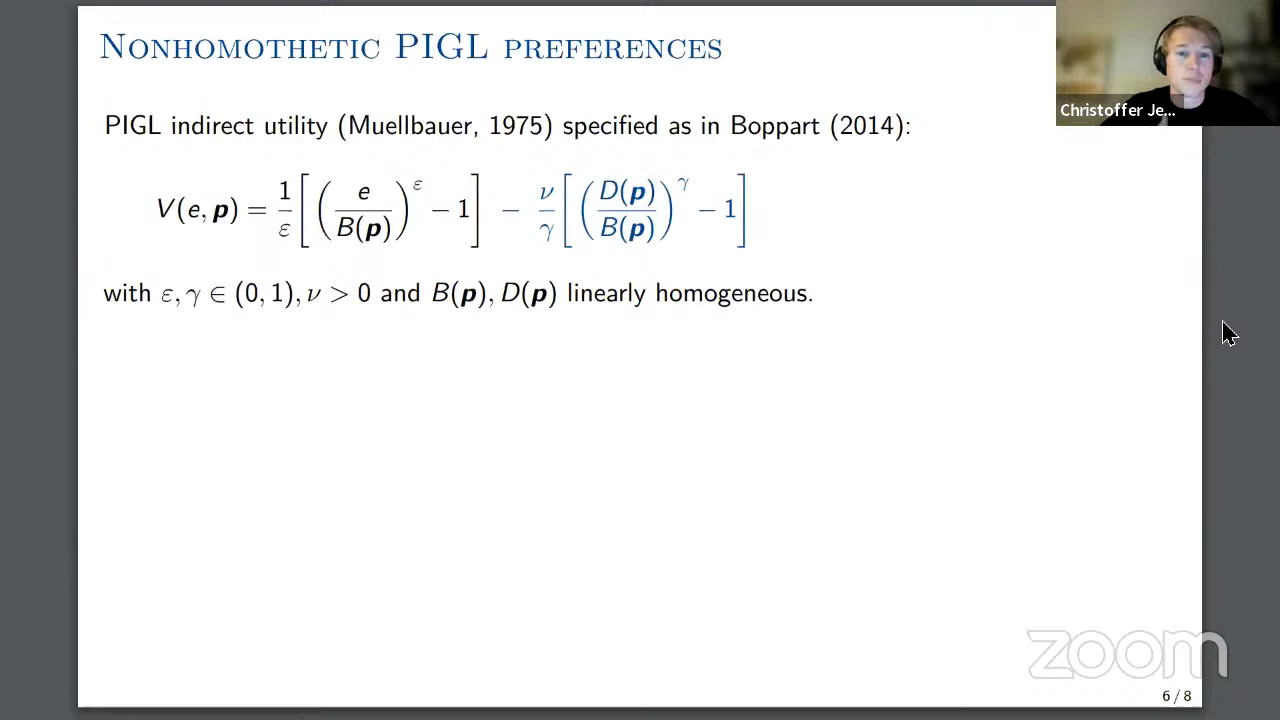 Nonhomothetic PIGL preferences
Christoffer Je...
PIGL indirect utility (Muellbauer, 1975) specified as in Boppart (2014):
V(e, p) = 1/ε [ ( e / B(p) )^ε − 1 ] − ν/γ [ ( D(p) / B(p) )^γ − 1 ]
with ε, γ ∈ (0, 1), ν > 0 and B(p), D(p) linearly homogeneous.
zoom
6 / 8